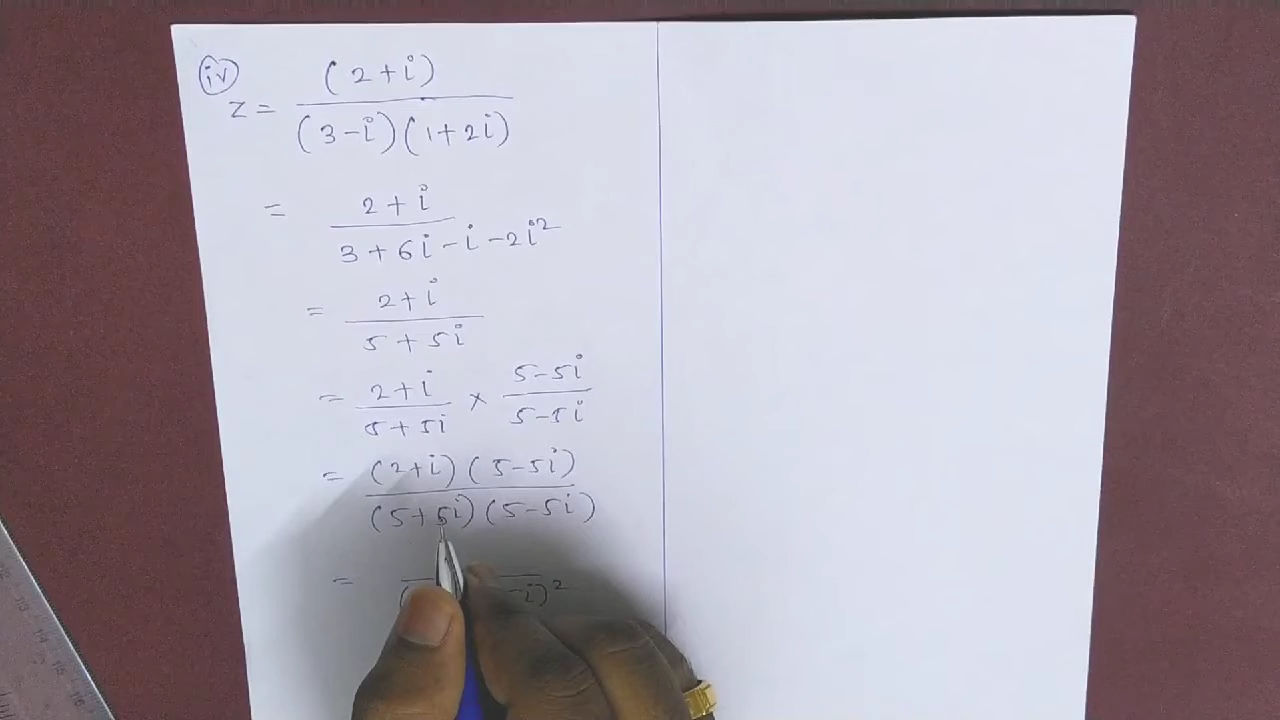 (iv)
z = (2+i) / (3-i)(1+2i)
= 2+i / 3+6i-i-2i²
= 2+i / 5+5i
= 2+i / 5+5i × 5-5i / 5-5i
= (2+i)(5-5i) / (5+5i)(5-5i)
= ( -i)²